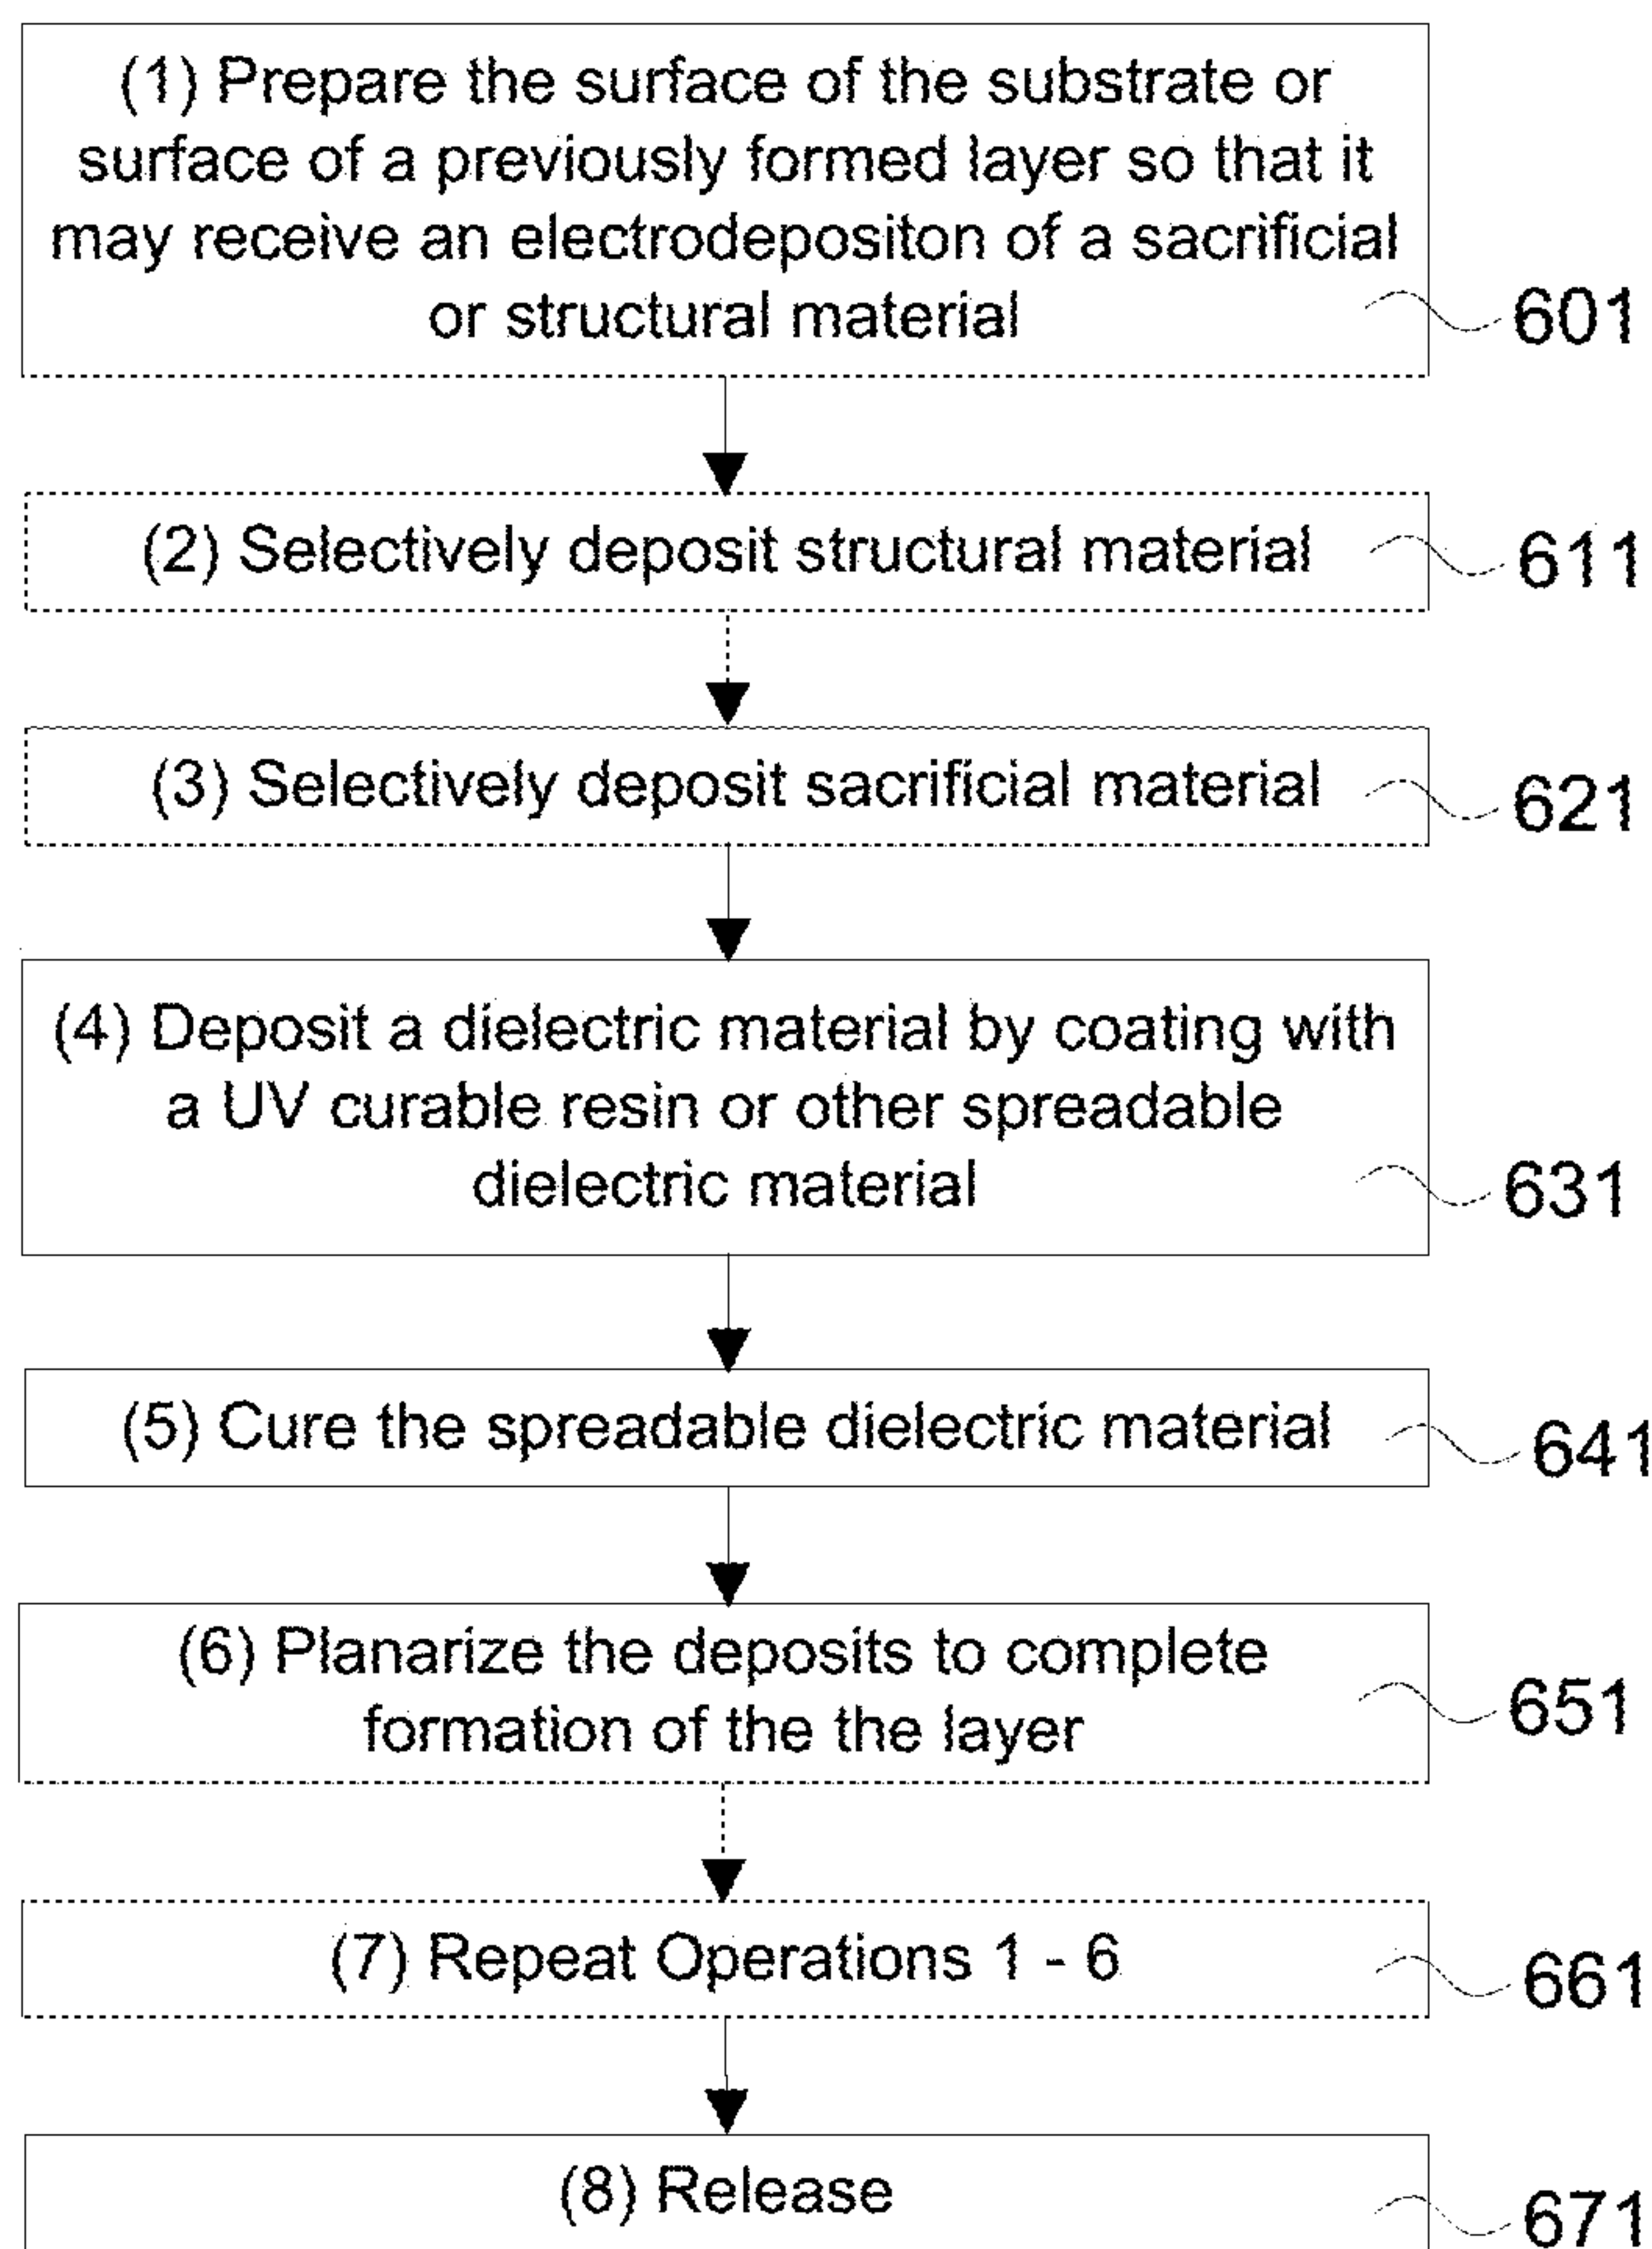 (1) Prepare the surface of the substrate or
surface of a previously formed layer so that it
may receive an electrodepositon of a sacrificial
or structural material
601
(2) Selectively deposit structural material
611
(3) Selectively deposit sacrificial material
621
(4) Deposit a dielectric material by coating with
a UV curable resin or other spreadable
dielectric material
631
(5) Cure the spreadable dielectric material
641
(6) Planarize the deposits to complete
formation of the the layer
651
(7) Repeat Operations 1 - 6
661
(8) Release
671